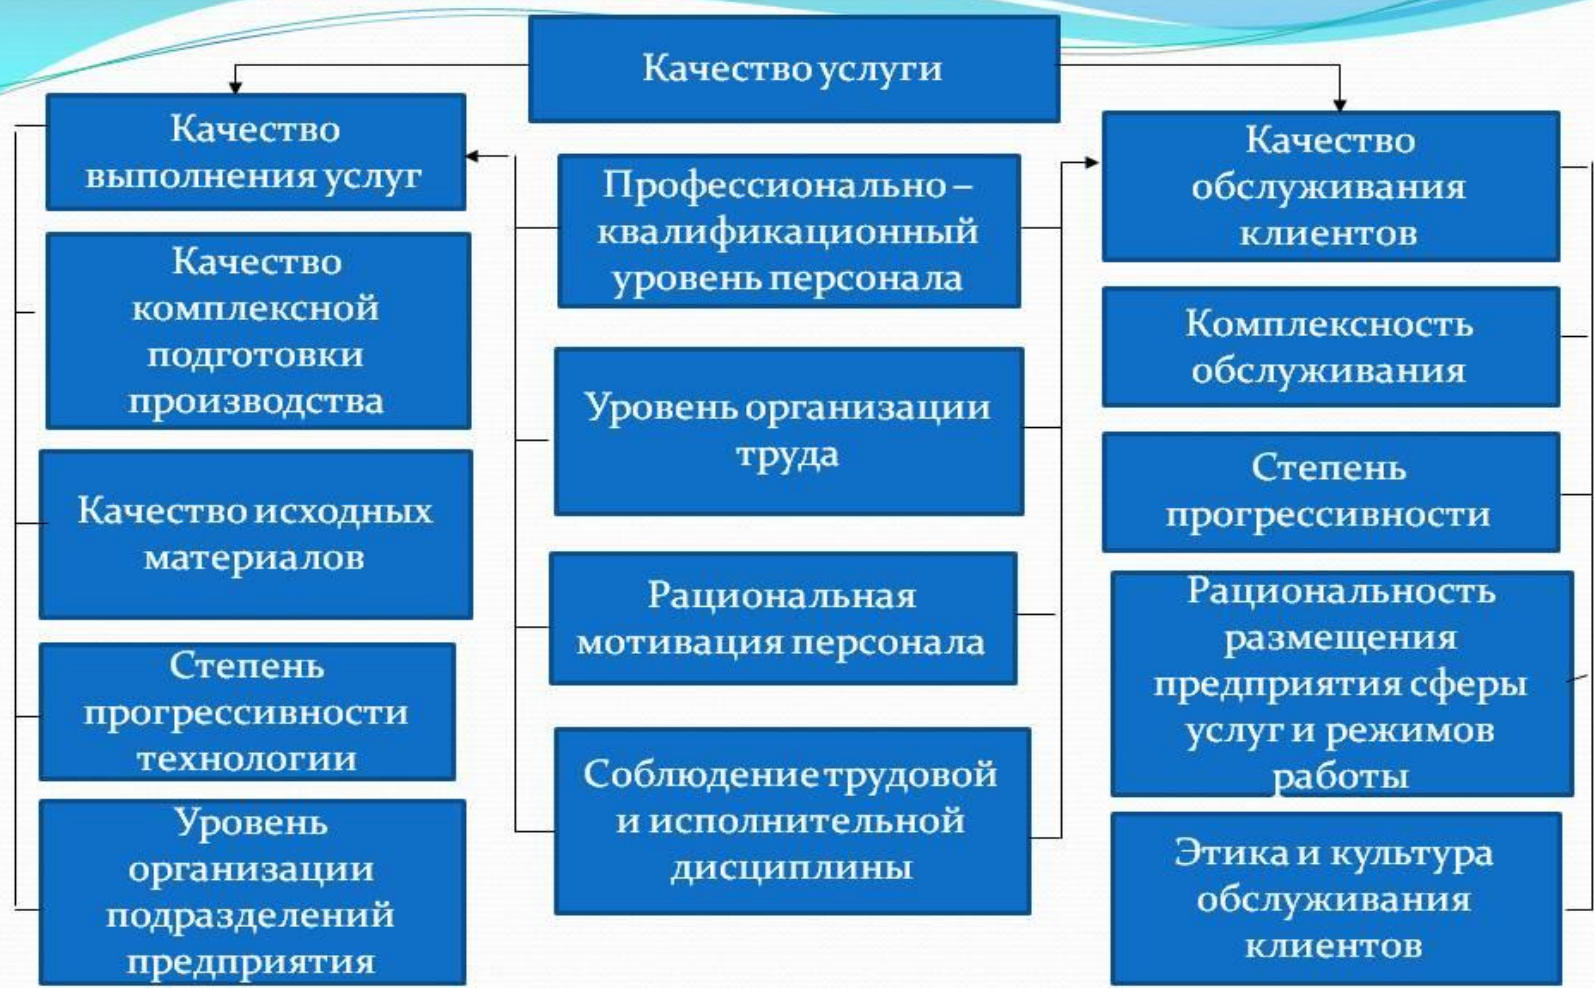 Качество услуги
Качество
выполнения услуг
Качество
комплексной
подготовки
производства
Качество исходных
материалов
Степень
прогрессивности
технологии
Уровень
организации
подразделений
предприятия
Профессионально –
квалификационный
уровень персонала
Уровень организации
труда
Рациональная
мотивация персонала
Соблюдение трудовой
и исполнительной
дисциплины
Качество
обслуживания
клиентов
Комплексность
обслуживания
Степень
прогрессивности
Рациональность
размещения
предприятия сферы
услуг и режимов
работы
Этика и культура
обслуживания
клиентов